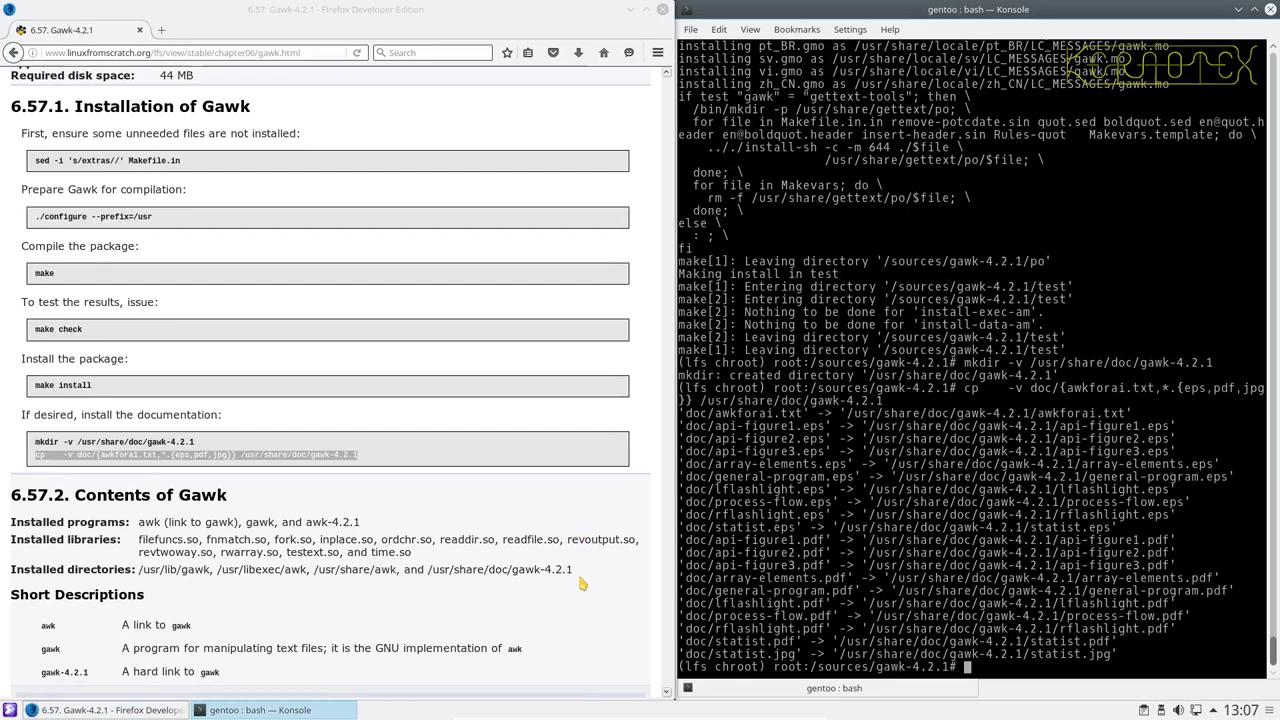 6.57. Gawk-4.2.1 - Firefox Developer Edition
6.57. Gawk-4.2.1
www.linuxfromscratch.org/lfs/view/stable/chapter06/gawk.html
Search
Required disk space: 44 MB
6.57.1. Installation of Gawk
First, ensure some unneeded files are not installed:
sed -i 's/extras//' Makefile.in
Prepare Gawk for compilation:
./configure --prefix=/usr
Compile the package:
make
To test the results, issue:
make check
Install the package:
make install
If desired, install the documentation:
mkdir -v /usr/share/doc/gawk-4.2.1
cp    -v doc/{awkforai.txt,*.{eps,pdf,jpg}} /usr/share/doc/gawk-4.2.1
6.57.2. Contents of Gawk
Installed programs: awk (link to gawk), gawk, and awk-4.2.1
Installed libraries: filefuncs.so, fnmatch.so, fork.so, inplace.so, ordchr.so, readdir.so, readfile.so, revoutput.so,
revtwoway.so, rwarray.so, testext.so, and time.so
Installed directories: /usr/lib/gawk, /usr/libexec/awk, /usr/share/awk, and /usr/share/doc/gawk-4.2.1
Short Descriptions
awk A link to gawk
gawk A program for manipulating text files; it is the GNU implementation of awk
gawk-4.2.1 A hard link to gawk
gentoo : bash — Konsole
File Edit View Bookmarks Settings Help
installing pt_BR.gmo as /usr/share/locale/pt_BR/LC_MESSAGES/gawk.mo
installing sv.gmo as /usr/share/locale/sv/LC_MESSAGES/gawk.mo
installing vi.gmo as /usr/share/locale/vi/LC_MESSAGES/gawk.mo
installing zh_CN.gmo as /usr/share/locale/zh_CN/LC_MESSAGES/gawk.mo
if test "gawk" = "gettext-tools"; then \
  /bin/mkdir -p /usr/share/gettext/po; \
  for file in Makefile.in.in remove-potcdate.sin quot.sed boldquot.sed en@quot.h
eader en@boldquot.header insert-header.sin Rules-quot   Makevars.template; do \
    .././install-sh -c -m 644 ./$file \
                    /usr/share/gettext/po/$file; \
  done; \
  for file in Makevars; do \
    rm -f /usr/share/gettext/po/$file; \
  done; \
else \
  : ; \
fi
make[1]: Leaving directory '/sources/gawk-4.2.1/po'
Making install in test
make[1]: Entering directory '/sources/gawk-4.2.1/test'
make[2]: Entering directory '/sources/gawk-4.2.1/test'
make[2]: Nothing to be done for 'install-exec-am'.
make[2]: Nothing to be done for 'install-data-am'.
make[2]: Leaving directory '/sources/gawk-4.2.1/test'
make[1]: Leaving directory '/sources/gawk-4.2.1/test'
(lfs chroot) root:/sources/gawk-4.2.1# mkdir -v /usr/share/doc/gawk-4.2.1
mkdir: created directory '/usr/share/doc/gawk-4.2.1'
(lfs chroot) root:/sources/gawk-4.2.1# cp    -v doc/{awkforai.txt,*.{eps,pdf,jpg
}} /usr/share/doc/gawk-4.2.1
'doc/awkforai.txt' -> '/usr/share/doc/gawk-4.2.1/awkforai.txt'
'doc/api-figure1.eps' -> '/usr/share/doc/gawk-4.2.1/api-figure1.eps'
'doc/api-figure2.eps' -> '/usr/share/doc/gawk-4.2.1/api-figure2.eps'
'doc/api-figure3.eps' -> '/usr/share/doc/gawk-4.2.1/api-figure3.eps'
'doc/array-elements.eps' -> '/usr/share/doc/gawk-4.2.1/array-elements.eps'
'doc/general-program.eps' -> '/usr/share/doc/gawk-4.2.1/general-program.eps'
'doc/lflashlight.eps' -> '/usr/share/doc/gawk-4.2.1/lflashlight.eps'
'doc/process-flow.eps' -> '/usr/share/doc/gawk-4.2.1/process-flow.eps'
'doc/rflashlight.eps' -> '/usr/share/doc/gawk-4.2.1/rflashlight.eps'
'doc/statist.eps' -> '/usr/share/doc/gawk-4.2.1/statist.eps'
'doc/api-figure1.pdf' -> '/usr/share/doc/gawk-4.2.1/api-figure1.pdf'
'doc/api-figure2.pdf' -> '/usr/share/doc/gawk-4.2.1/api-figure2.pdf'
'doc/api-figure3.pdf' -> '/usr/share/doc/gawk-4.2.1/api-figure3.pdf'
'doc/array-elements.pdf' -> '/usr/share/doc/gawk-4.2.1/array-elements.pdf'
'doc/general-program.pdf' -> '/usr/share/doc/gawk-4.2.1/general-program.pdf'
'doc/lflashlight.pdf' -> '/usr/share/doc/gawk-4.2.1/lflashlight.pdf'
'doc/process-flow.pdf' -> '/usr/share/doc/gawk-4.2.1/process-flow.pdf'
'doc/rflashlight.pdf' -> '/usr/share/doc/gawk-4.2.1/rflashlight.pdf'
'doc/statist.pdf' -> '/usr/share/doc/gawk-4.2.1/statist.pdf'
'doc/statist.jpg' -> '/usr/share/doc/gawk-4.2.1/statist.jpg'
(lfs chroot) root:/sources/gawk-4.2.1#
gentoo : bash
6.57. Gawk-4.2.1 - Firefox Develope
gentoo : bash — Konsole
13:07